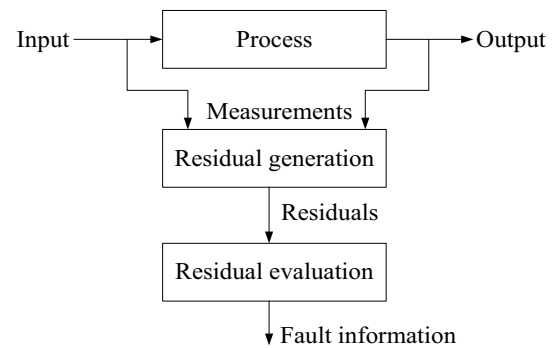 Input
Process
Output
Measurements
Residual generation
Residuals
Residual evaluation
Fault information